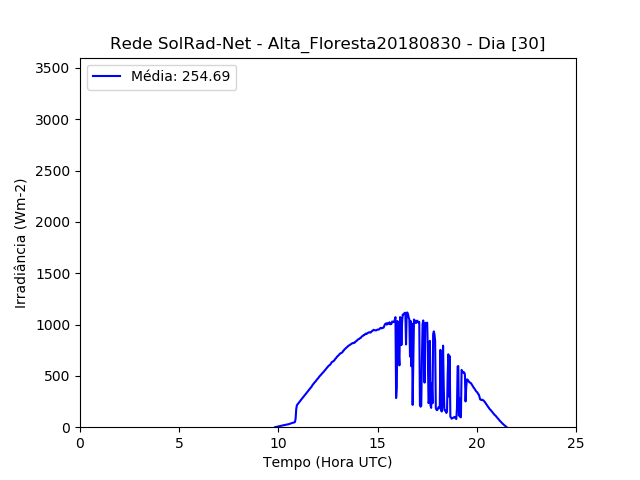 Rede SolRad-Net - Alta_Floresta20180830 - Dia [30]
Média: 254.69
3500
3000
2500
2000
1500
1000
500
0
Irradiância (Wm-2)
0 5 10 15 20 25
Tempo (Hora UTC)